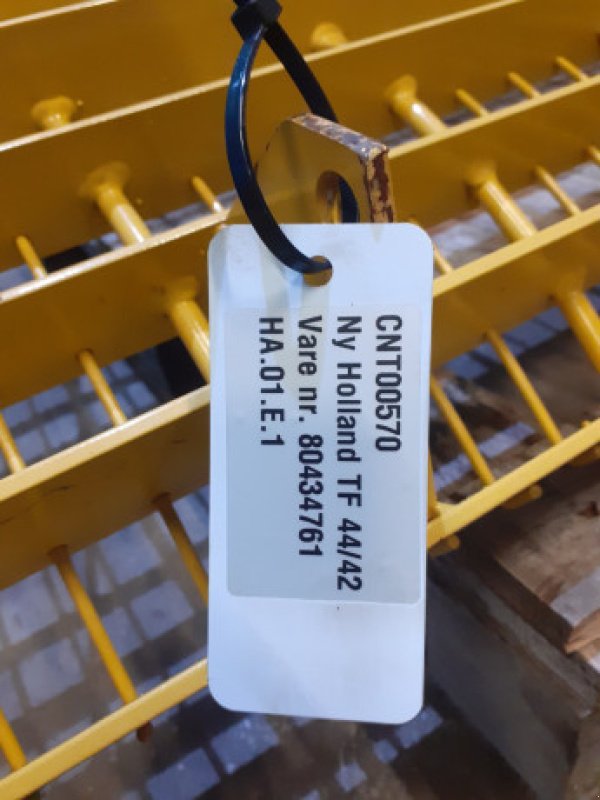 CNT00570
Ny Holland TF 44/42
Vare nr. 80434761
HA.01.E.1